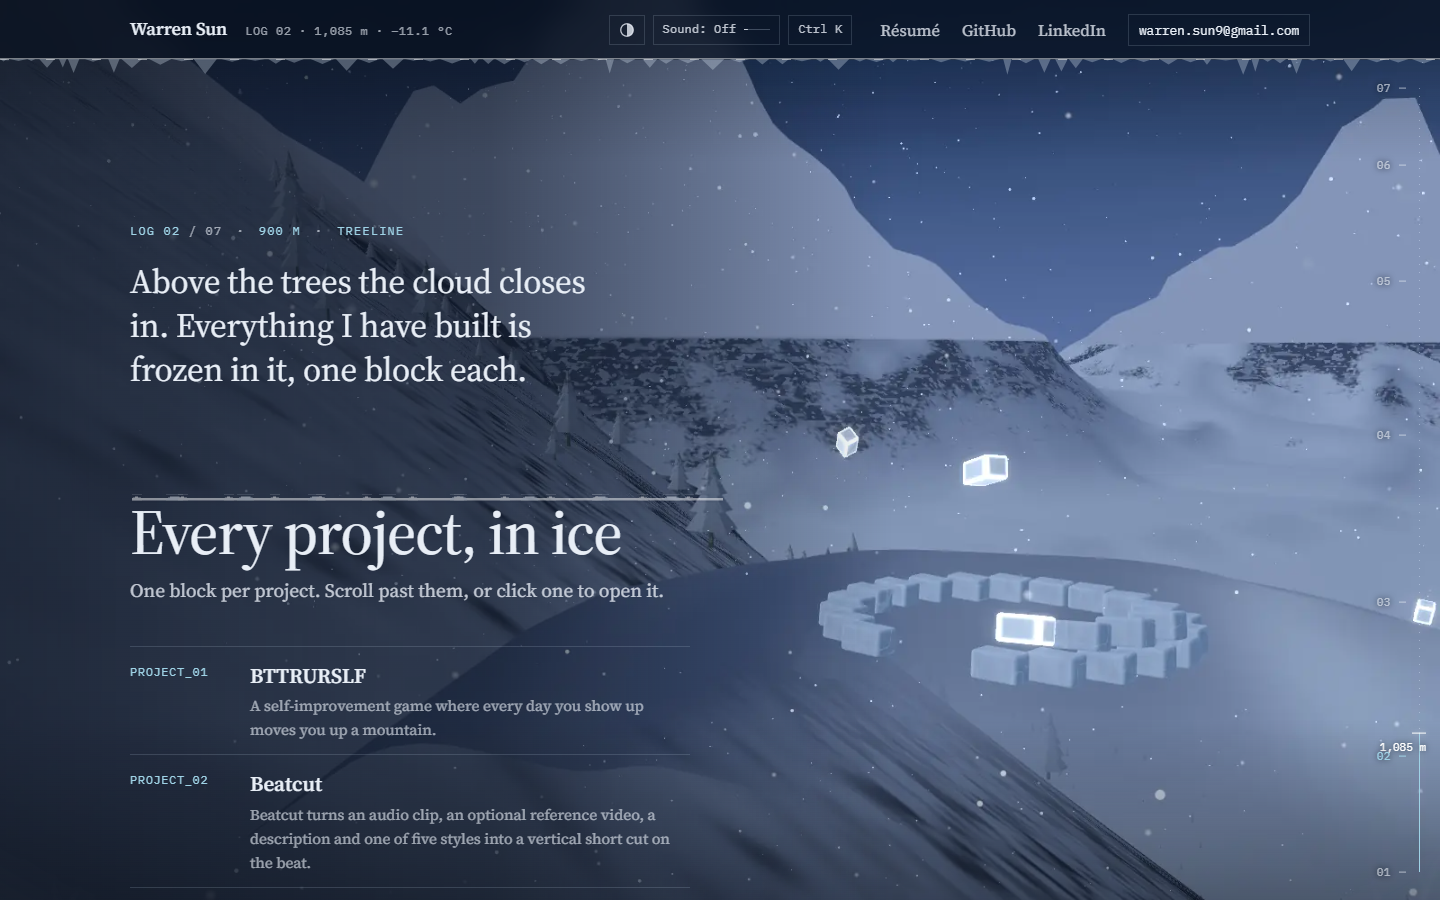 Warren Sun
LOG 02 · 1,085 m · −11.1 °C
Sound: Off
Ctrl K
Résumé
GitHub
LinkedIn
warren.sun9@gmail.com
LOG 02 / 07 · 900 M · TREELINE
Above the trees the cloud closes
in. Everything I have built is
frozen in it, one block each.
Every project, in ice
One block per project. Scroll past them, or click one to open it.
PROJECT_01
BTTRURSLF
A self-improvement game where every day you show up
moves you up a mountain.
PROJECT_02
Beatcut
Beatcut turns an audio clip, an optional reference video, a
description and one of five styles into a vertical short cut on
the beat.
07
06
05
04
03
1,085 m
02
01